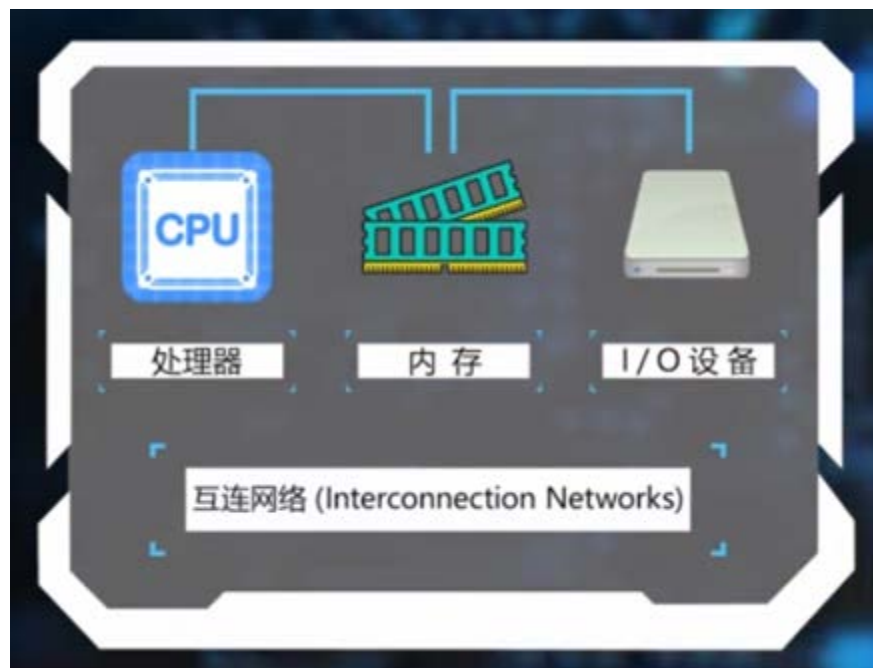 CPU
处理器
内存
I/O设备
互连网络 (Interconnection Networks)